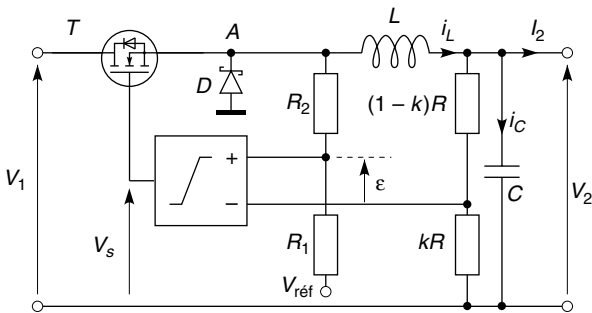 T
A
L
i_L
I_2
D
R_2
(1 – k)R
i_C
+
–
ε
V_1
C
V_2
V_s
R_1
kR
V_réf